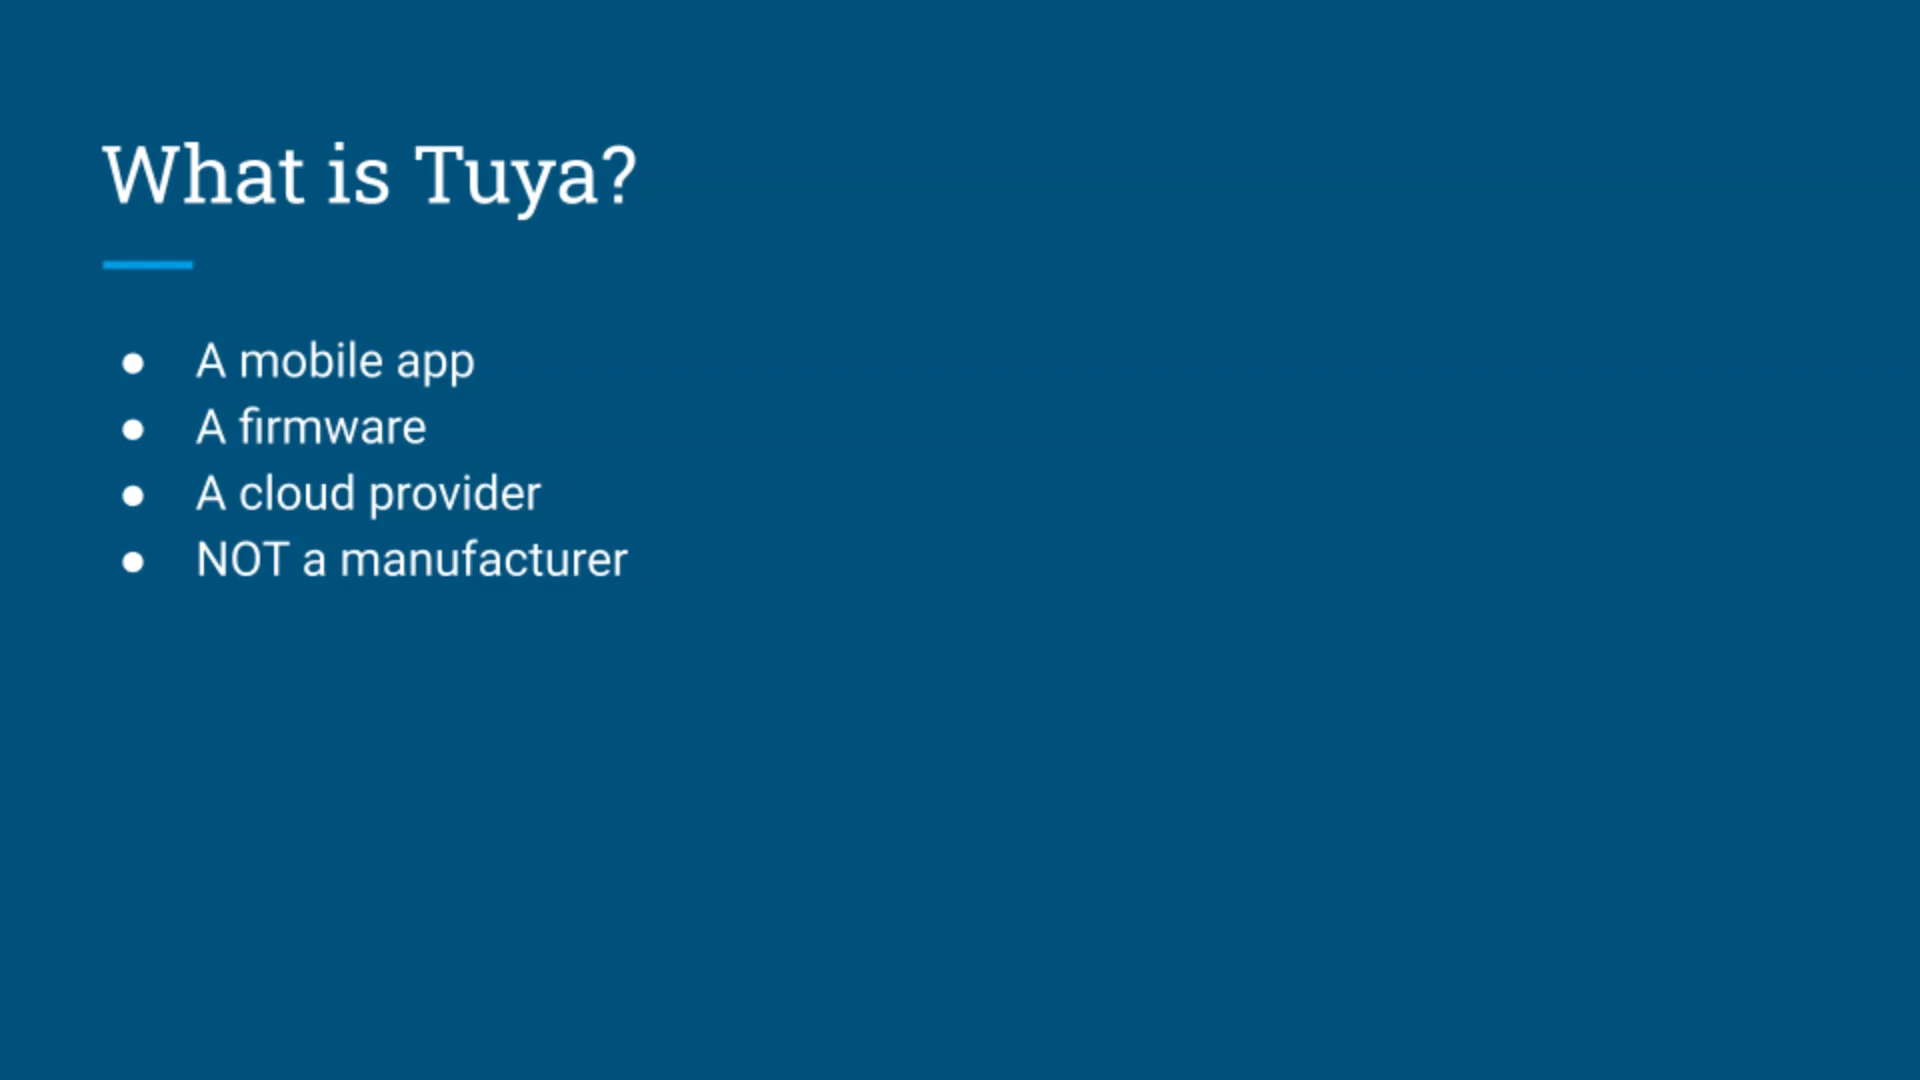 What is Tuya?
● A mobile app
● A firmware
● A cloud provider
● NOT a manufacturer